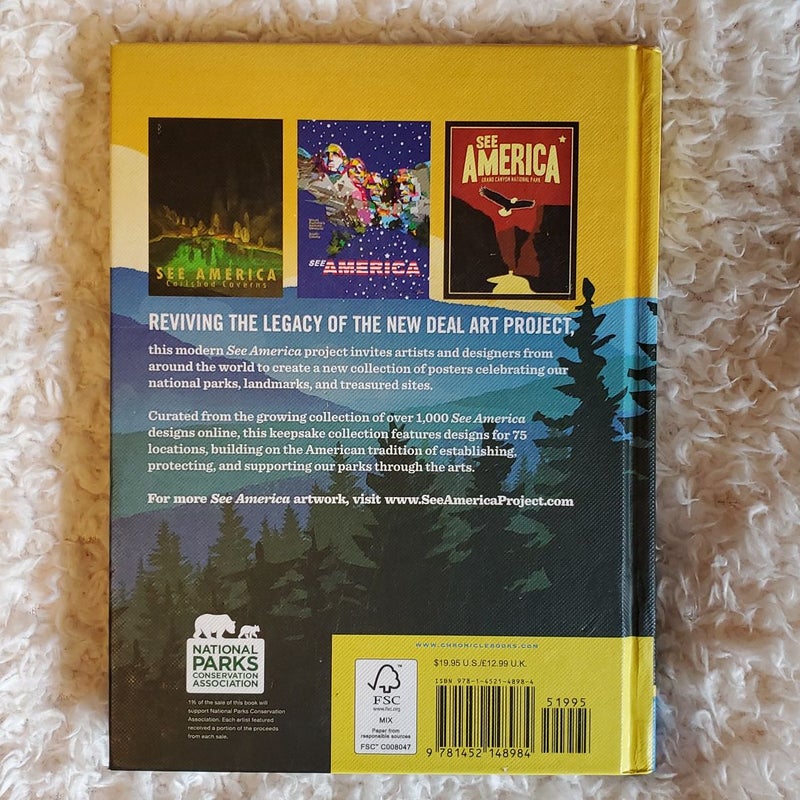 SEE AMERICA
Carlsbad Caverns
SEE AMERICA
SEE
AMERICA
GRAND CANYON NATIONAL PARK
REVIVING THE LEGACY OF THE NEW DEAL ART PROJECT,
this modern See America project invites artists and designers from
around the world to create a new collection of posters celebrating our
national parks, landmarks, and treasured sites.
Curated from the growing collection of over 1,000 See America
designs online, this keepsake collection features designs for 75
locations, building on the American tradition of establishing,
protecting, and supporting our parks through the arts.
For more See America artwork, visit www.SeeAmericaProject.com
NATIONAL
PARKS
CONSERVATION
ASSOCIATION
1% of the sale of this book will
support National Parks Conservation
Association. Each artist featured
received a portion of the proceeds
from each sale.
FSC
www.fsc.org
MIX
Paper from
responsible sources
FSC® C008047
WWW.CHRONICLEBOOKS.COM
$19.95 U.S./£12.99 U.K.
ISBN 978-1-4521-4898-4
51995
9 781452 148984